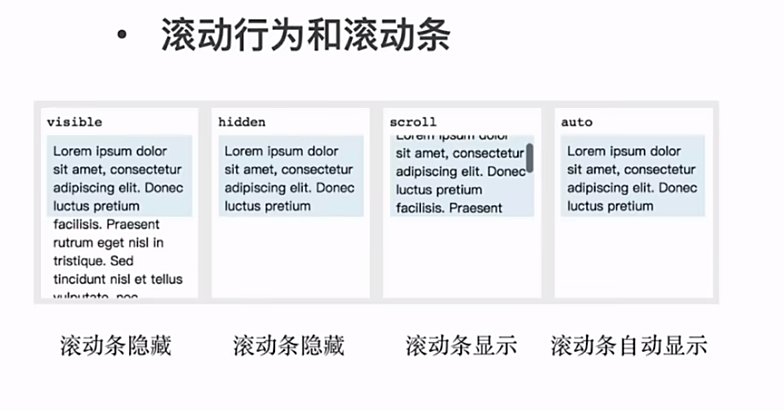 滚动行为和滚动条
visible
Lorem ipsum dolor
sit amet, consectetur
adipiscing elit. Donec
luctus pretium
facilisis. Praesent
rutrum eget nisl in
tristique. Sed
tincidunt nisl et tellus
vulputate, nec
hidden
Lorem ipsum dolor
sit amet, consectetur
adipiscing elit. Donec
luctus pretium
scroll
Lorem ipsum dolor
sit amet, consectetur
adipiscing elit. Donec
luctus pretium
facilisis. Praesent
auto
Lorem ipsum dolor
sit amet, consectetur
adipiscing elit. Donec
luctus pretium
滚动条隐藏
滚动条隐藏
滚动条显示
滚动条自动显示